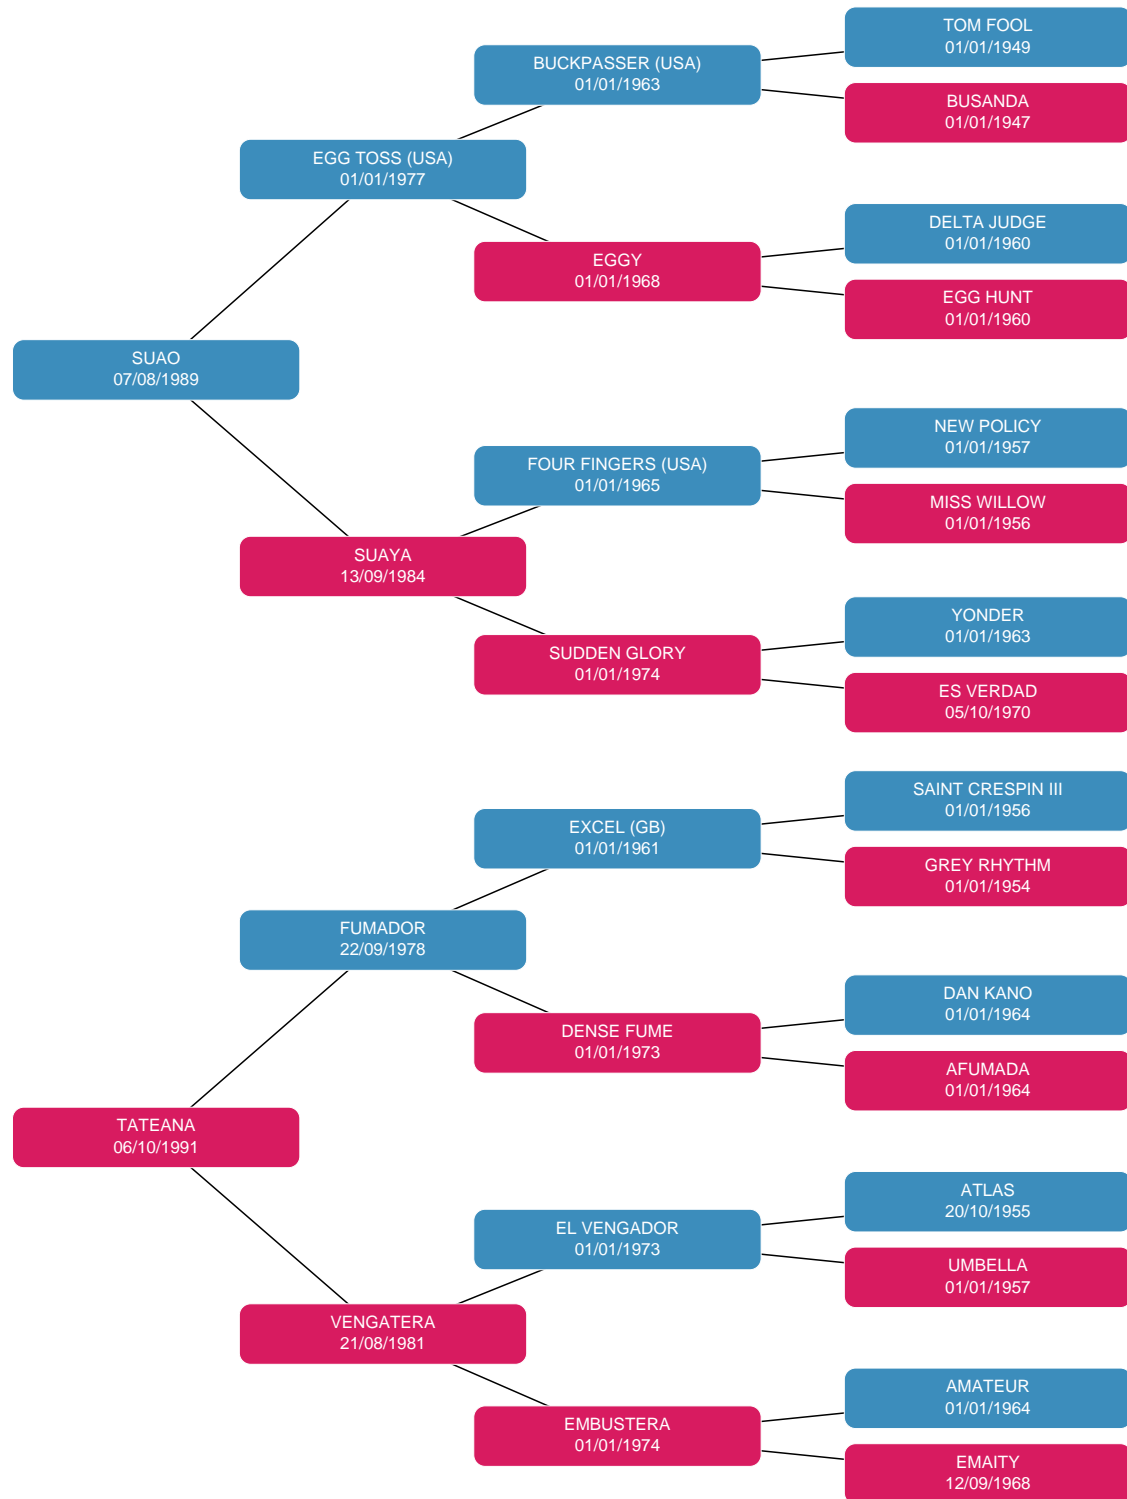 TOM FOOL
01/01/1949
BUCKPASSER (USA)
01/01/1963
BUSANDA
01/01/1947
EGG TOSS (USA)
01/01/1977
DELTA JUDGE
01/01/1960
EGGY
01/01/1968
EGG HUNT
01/01/1960
SUAO
07/08/1989
NEW POLICY
01/01/1957
FOUR FINGERS (USA)
01/01/1965
MISS WILLOW
01/01/1956
SUAYA
13/09/1984
YONDER
01/01/1963
SUDDEN GLORY
01/01/1974
ES VERDAD
05/10/1970
SAINT CRESPIN III
01/01/1956
EXCEL (GB)
01/01/1961
GREY RHYTHM
01/01/1954
FUMADOR
22/09/1978
DAN KANO
01/01/1964
DENSE FUME
01/01/1973
AFUMADA
01/01/1964
TATEANA
06/10/1991
ATLAS
20/10/1955
EL VENGADOR
01/01/1973
UMBELLA
01/01/1957
VENGATERA
21/08/1981
AMATEUR
01/01/1964
EMBUSTERA
01/01/1974
EMAITY
12/09/1968